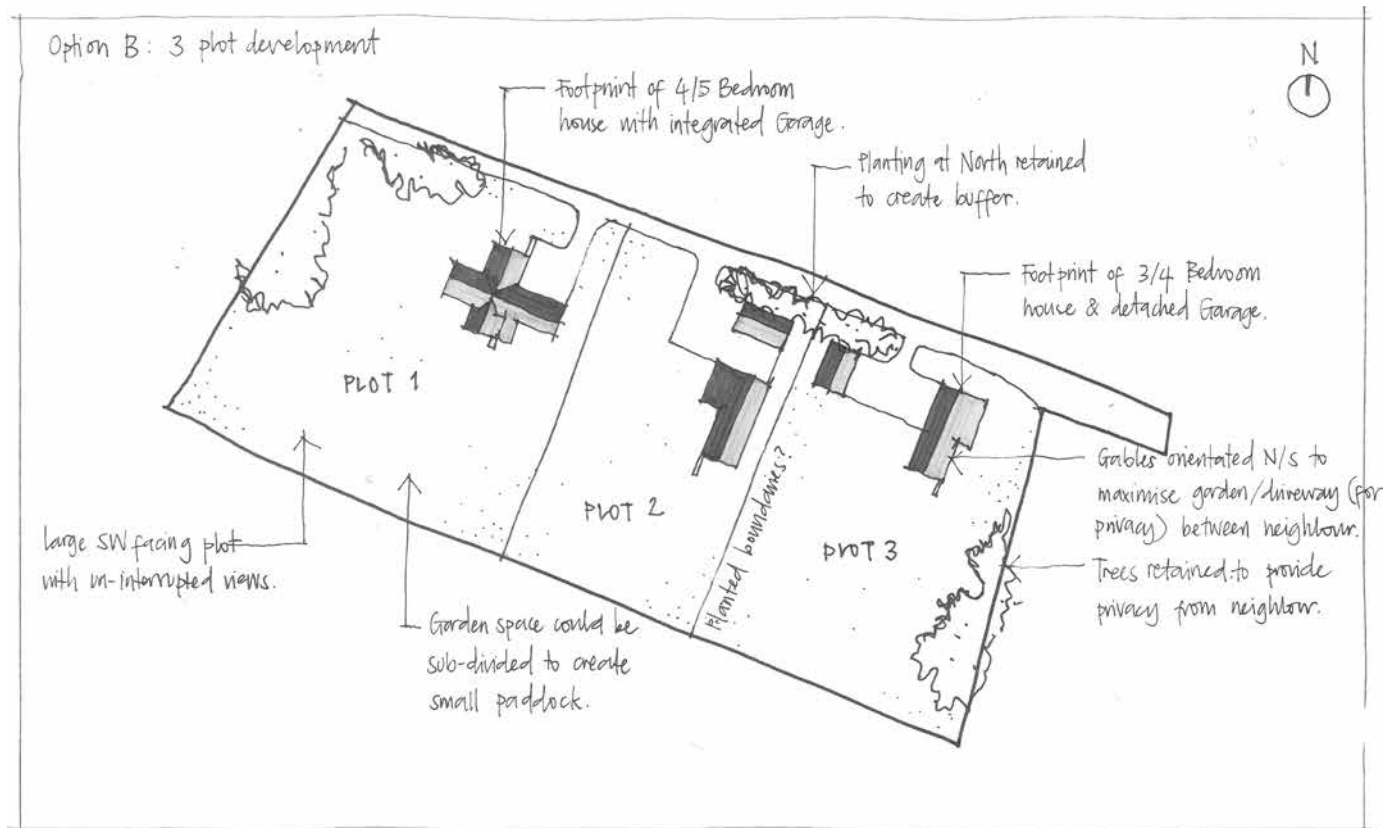 Option B: 3 plot development
N
Footprint of 4/5 Bedroom
house with integrated Garage.
Planting at North retained
to create buffer.
Footprint of 3/4 Bedroom
house & detached Garage.
PLOT 1
PLOT 2
Planted boundaries?
PLOT 3
Gables orientated N/S to
maximise garden/driveway (for
privacy) between neighbour.
Trees retained to provide
privacy from neighbour.
large SW facing plot
with un-interrupted views.
Garden space could be
sub-divided to create
small paddock.